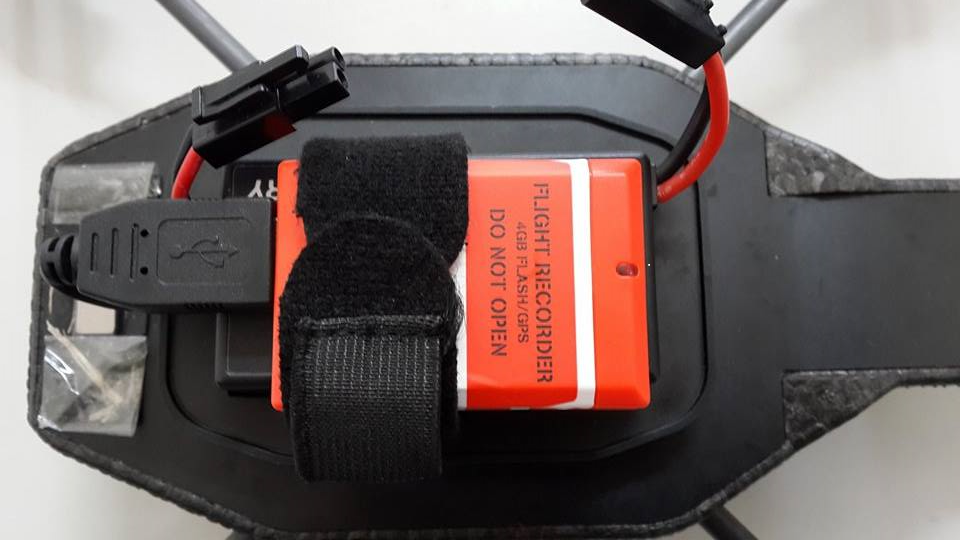 FLIGHT RECORDER
4GB FLASH/GPS
DO NOT OPEN